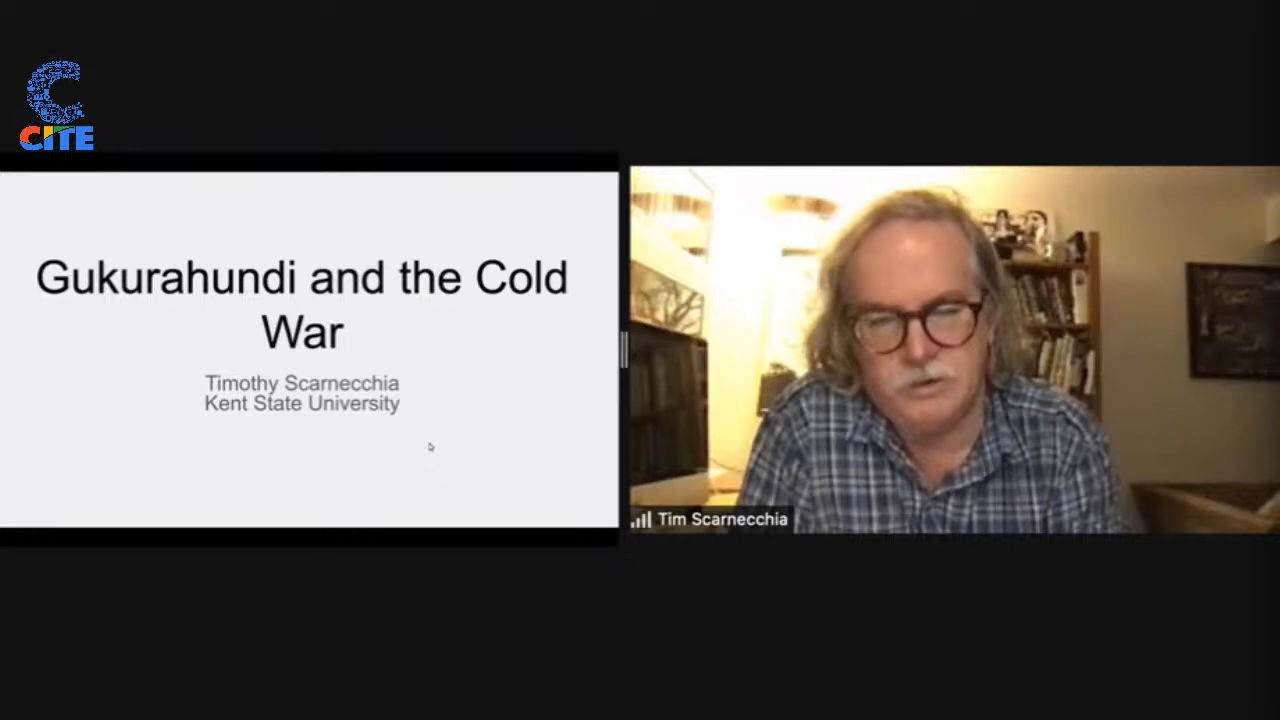 CITE
Gukurahundi and the Cold
War
Timothy Scarnecchia
Kent State University
Tim Scarnecchia